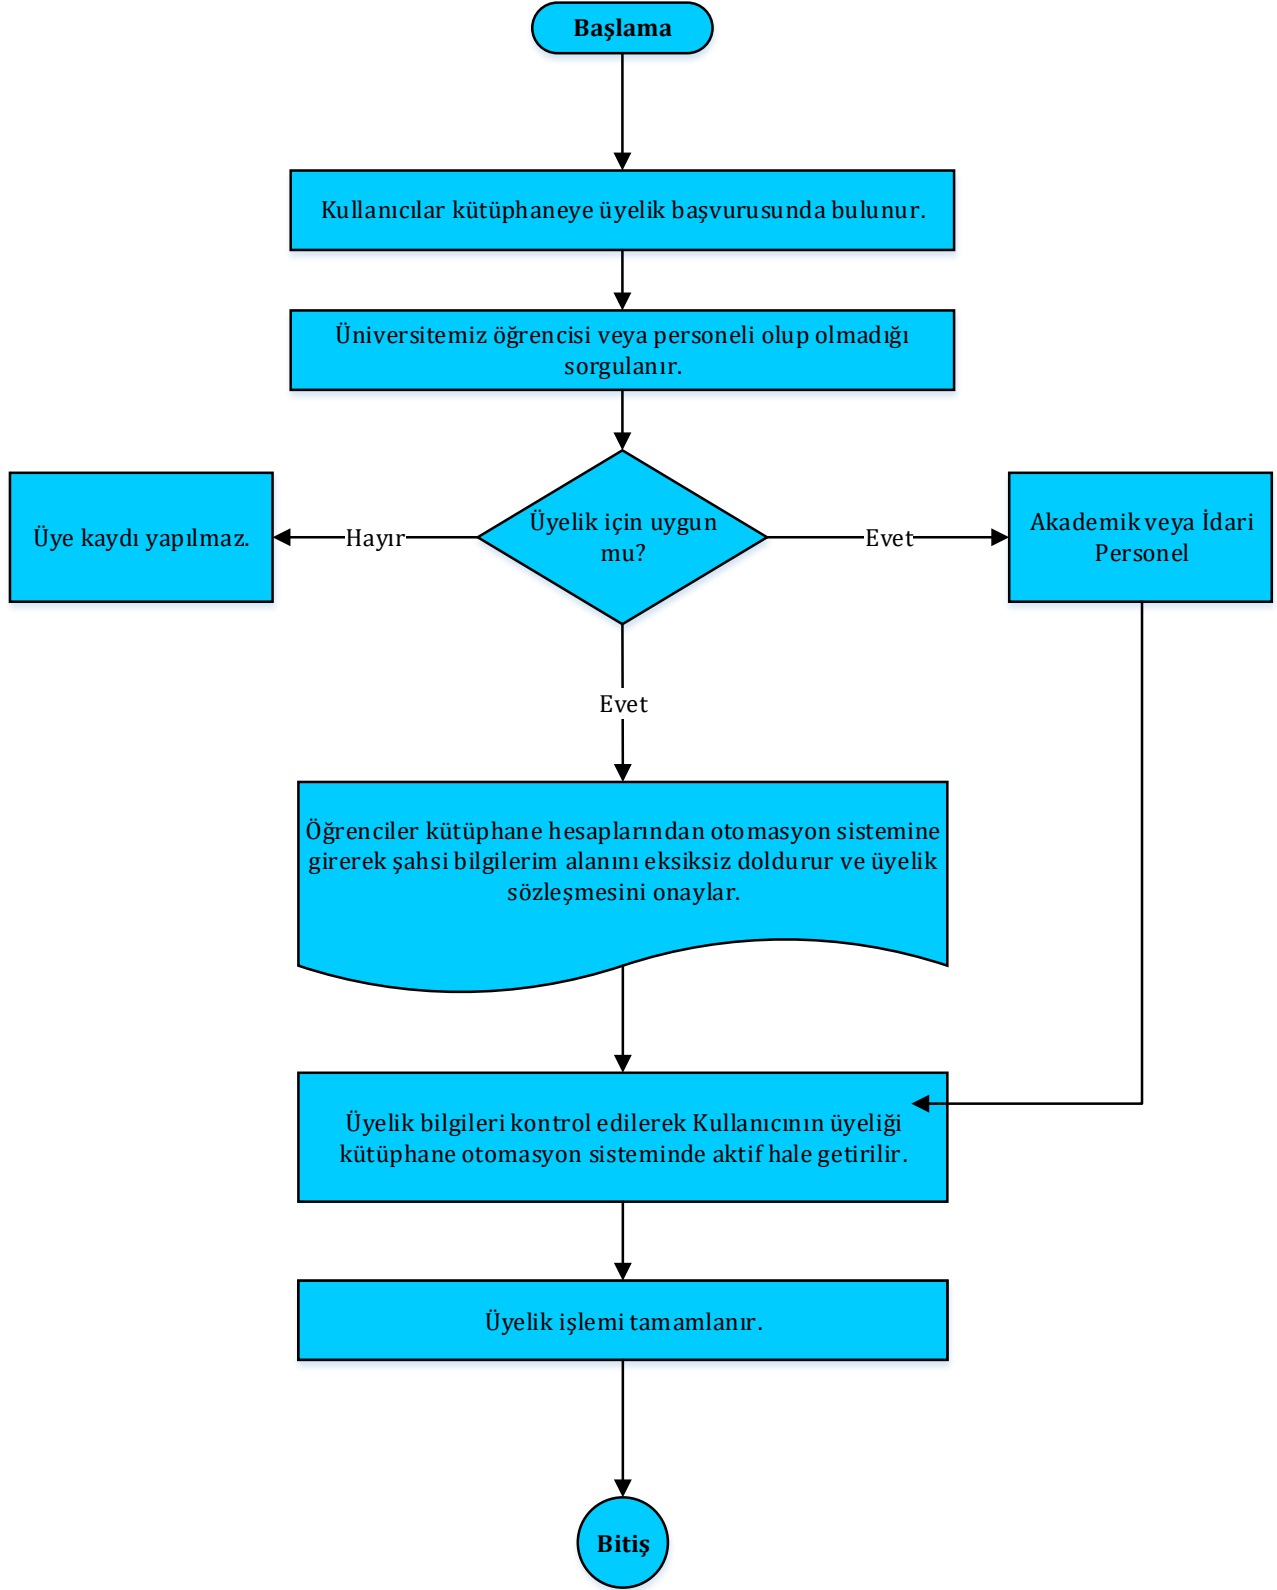 Başlama
Kullanıcılar kütüphaneye üyelik başvurusunda bulunur.
Üniversitemiz öğrencisi veya personeli olup olmadığı
sorgulanır.
Üyelik için uygun
mu?
Hayır
Üye kaydı yapılmaz.
Evet
Akademik veya İdari
Personel
Evet
Öğrenciler kütüphane hesaplarından otomasyon sistemine
girerek şahsi bilgilerim alanını eksiksiz doldurur ve üyelik
sözleşmesini onaylar.
Üyelik bilgileri kontrol edilerek Kullanıcının üyeliği
kütüphane otomasyon sisteminde aktif hale getirilir.
Üyelik işlemi tamamlanır.
Bitiş